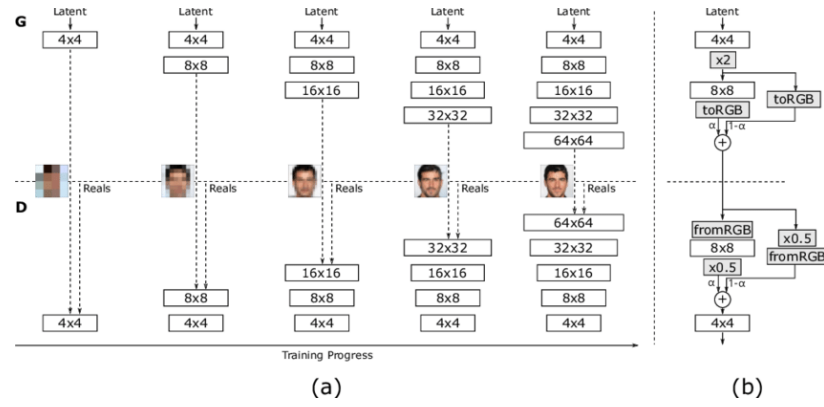 Latent Latent Latent Latent Latent Latent
G
4x4 4x4 4x4 4x4 4x4 4x4
x2
8x8 8x8 8x8 8x8 8x8
toRGB toRGB
16x16 16x16 16x16
α 1-α
32x32 32x32
+
64x64
Reals Reals Reals Reals Reals
D
64x64
fromRGB x0.5
32x32 32x32 8x8 fromRGB
16x16 16x16 16x16 x0.5
α 1-α
8x8 8x8 8x8 8x8 +
4x4 4x4 4x4 4x4 4x4 4x4
Training Progress
(a) (b)